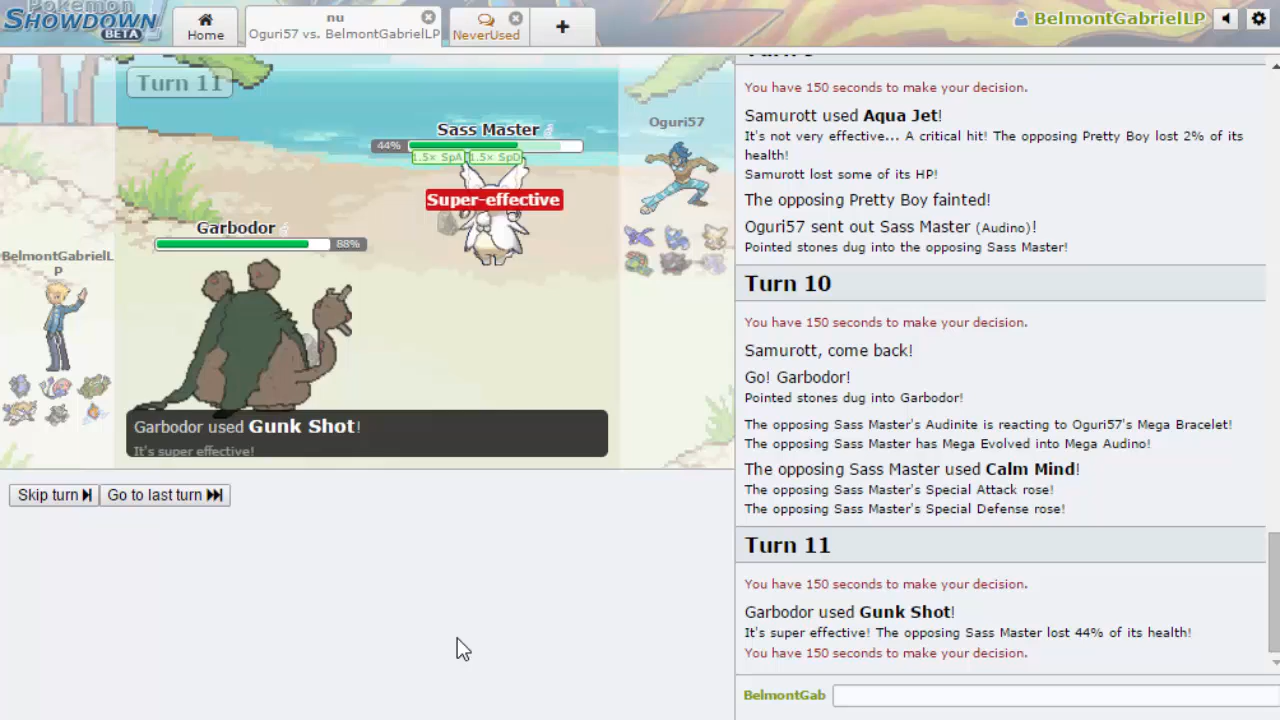 Pokémon
SHOWDOWN
BETA
Home
nu
Oguri57 vs. BelmontGabrielLP
NeverUsed
BelmontGabrielLP
Turn 11
Sass Master
44%
1.5× SpA 1.5× SpD
Super-effective
Garbodor
88%
Garbodor used Gunk Shot!
It's super effective!
BelmontGabrielL
P
Oguri57
Skip turn
Go to last turn
You have 150 seconds to make your decision.
Samurott used Aqua Jet!
It's not very effective... A critical hit! The opposing Pretty Boy lost 2% of its
health!
Samurott lost some of its HP!
The opposing Pretty Boy fainted!
Oguri57 sent out Sass Master (Audino)!
Pointed stones dug into the opposing Sass Master!
Turn 10
You have 150 seconds to make your decision.
Samurott, come back!
Go! Garbodor!
Pointed stones dug into Garbodor!
The opposing Sass Master's Audinite is reacting to Oguri57's Mega Bracelet!
The opposing Sass Master has Mega Evolved into Mega Audino!
The opposing Sass Master used Calm Mind!
The opposing Sass Master's Special Attack rose!
The opposing Sass Master's Special Defense rose!
Turn 11
You have 150 seconds to make your decision.
Garbodor used Gunk Shot!
It's super effective! The opposing Sass Master lost 44% of its health!
You have 150 seconds to make your decision.
BelmontGab